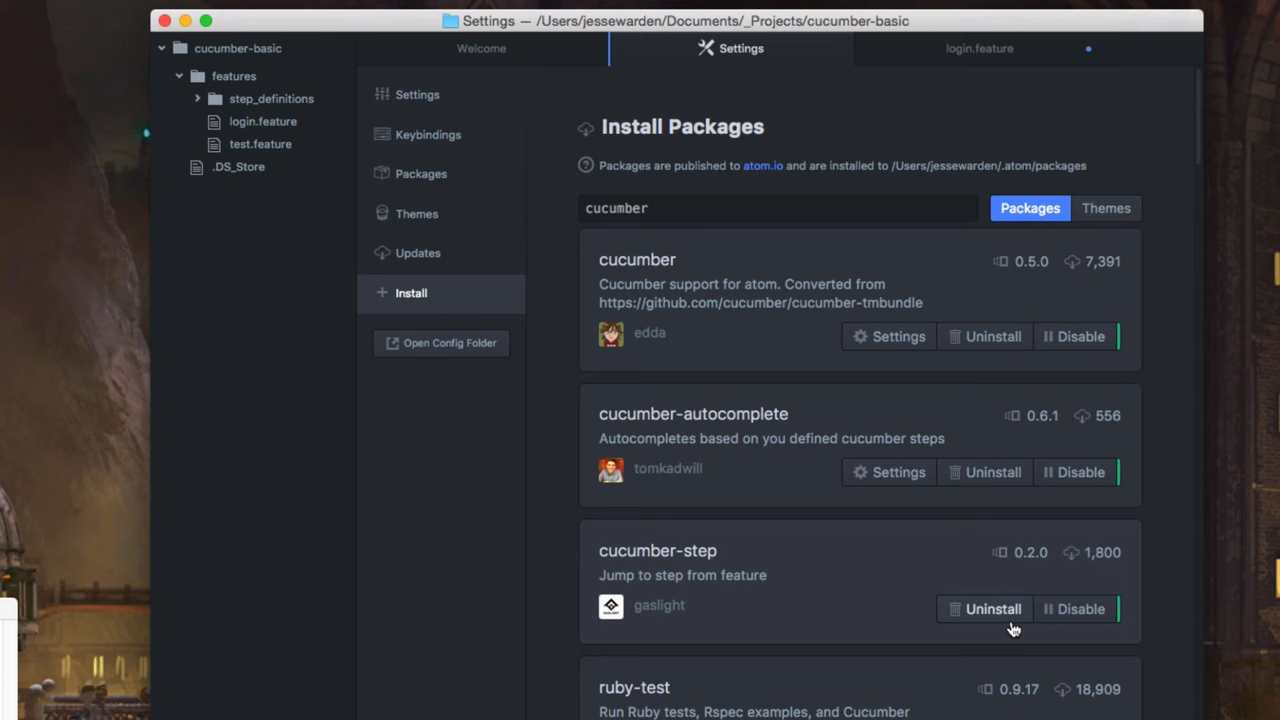 Settings — /Users/jessewarden/Documents/_Projects/cucumber-basic
cucumber-basic
features
step_definitions
login.feature
test.feature
.DS_Store
Welcome
Settings
login.feature
Settings
Keybindings
Packages
Themes
Updates
Install
Open Config Folder
Install Packages
Packages are published to atom.io and are installed to /Users/jessewarden/.atom/packages
cucumber
Packages
Themes
cucumber
0.5.0
7,391
Cucumber support for atom. Converted from
https://github.com/cucumber/cucumber-tmbundle
edda
Settings
Uninstall
Disable
cucumber-autocomplete
0.6.1
556
Autocompletes based on you defined cucumber steps
tomkadwill
Settings
Uninstall
Disable
cucumber-step
0.2.0
1,800
Jump to step from feature
GASLIGHT
gaslight
Uninstall
Disable
ruby-test
0.9.17
18,909
Run Ruby tests, Rspec examples, and Cucumber